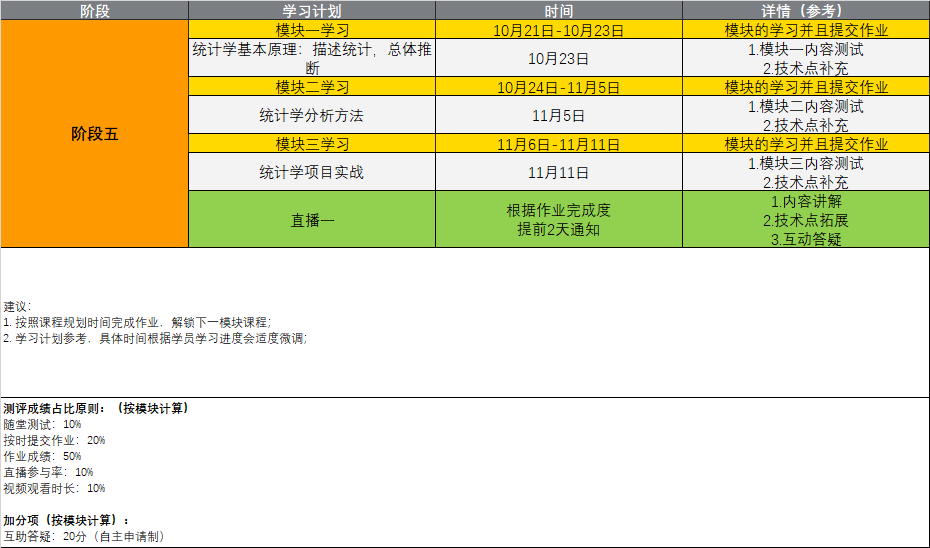 阶段 学习计划 时间 详情（参考）
阶段五
模块一学习 10月21日-10月23日 模块的学习并且提交作业
统计学基本原理：描述统计，总体推
断
10月23日
1.模块一内容测试
2.技术点补充
模块二学习 10月24日-11月5日 模块的学习并且提交作业
统计学分析方法 11月5日
1.模块二内容测试
2.技术点补充
模块三学习 11月6日-11月11日 模块的学习并且提交作业
统计学项目实战 11月11日
1.模块三内容测试
2.技术点补充
直播一
根据作业完成度
提前2天通知
1.内容讲解
2.技术点拓展
3.互动答疑
建议：
1. 按照课程规划时间完成作业，解锁下一模块课程；
2. 学习计划参考，具体时间根据学员学习进度会适度微调；
测评成绩占比原则：（按模块计算）
随堂测试：10%
按时提交作业：20%
作业成绩：50%
直播参与率：10%
视频观看时长：10%
加分项（按模块计算）：
互助答疑：20分（自主申请制）